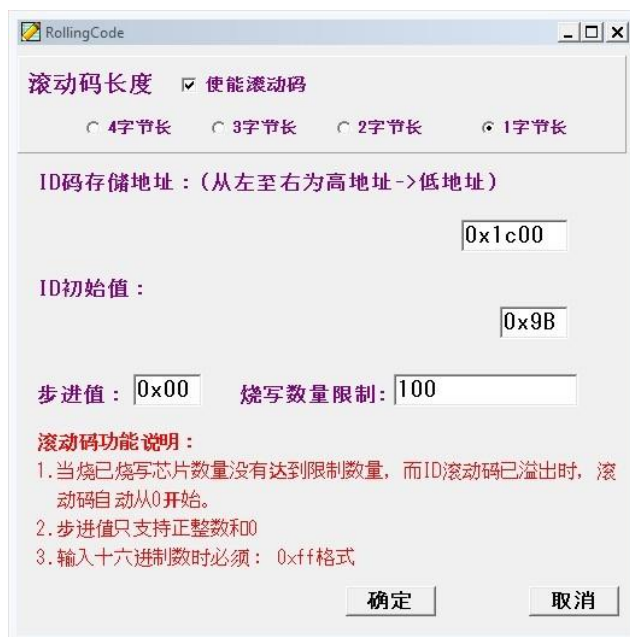 RollingCode
滚动码长度 使能滚动码
4字节长 3字节长 2字节长 1字节长
ID码存储地址：(从左至右为高地址->低地址)
0x1c00
ID初始值：
0x9B
步进值： 0x00 烧写数量限制: 100
滚动码功能说明：
1.当烧已烧写芯片数量没有达到限制数量，而ID滚动码已溢出时，滚
动码自动从0开始。
2.步进值只支持正整数和0
3.输入十六进制数时必须： 0xff格式
确定 取消